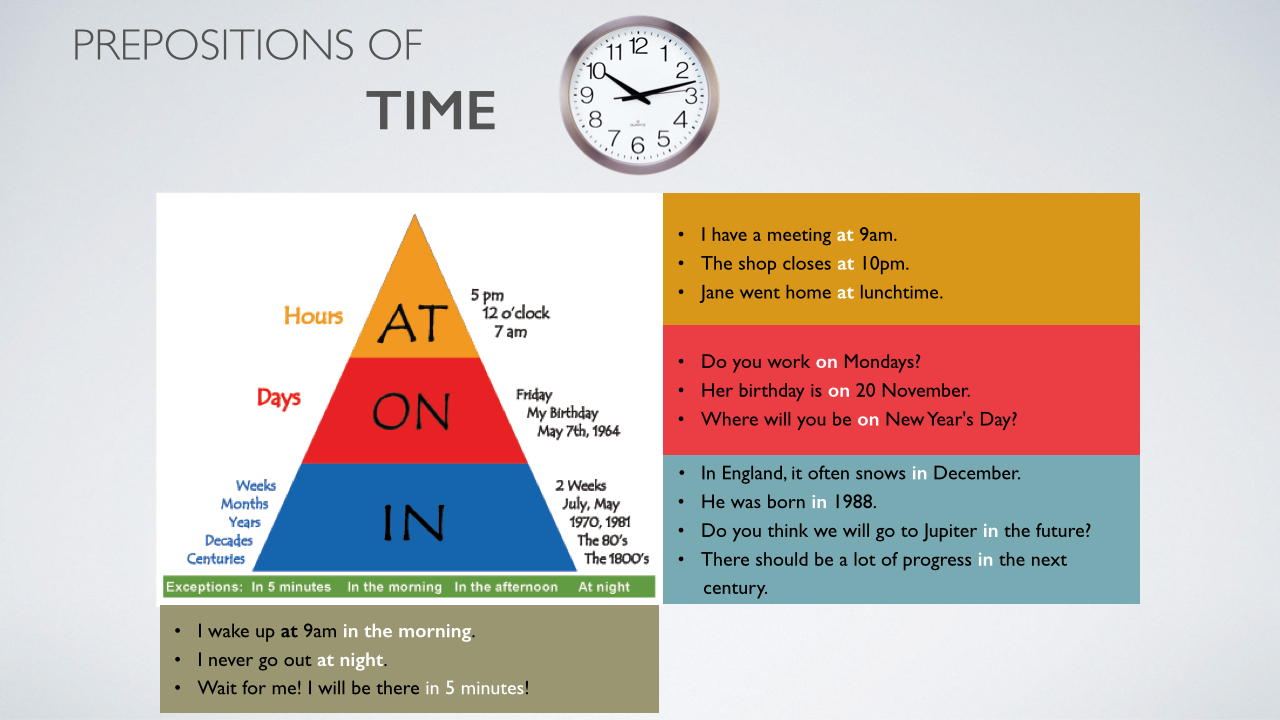 PREPOSITIONS OF
TIME
11 12 1
10 2
9 3
8 4
7 6 5
QUARTZ
Hours
AT
5 pm
12 o'clock
7 am
Days
ON
Friday
My Birthday
May 7th, 1964
Weeks
Months
Years
Decades
Centuries
IN
2 Weeks
July, May
1970, 1981
The 80's
The 1800's
Exceptions: In 5 minutes In the morning In the afternoon At night
• I have a meeting at 9am.
• The shop closes at 10pm.
• Jane went home at lunchtime.
• Do you work on Mondays?
• Her birthday is on 20 November.
• Where will you be on New Year's Day?
• In England, it often snows in December.
• He was born in 1988.
• Do you think we will go to Jupiter in the future?
• There should be a lot of progress in the next
century.
• I wake up at 9am in the morning.
• I never go out at night.
• Wait for me! I will be there in 5 minutes!